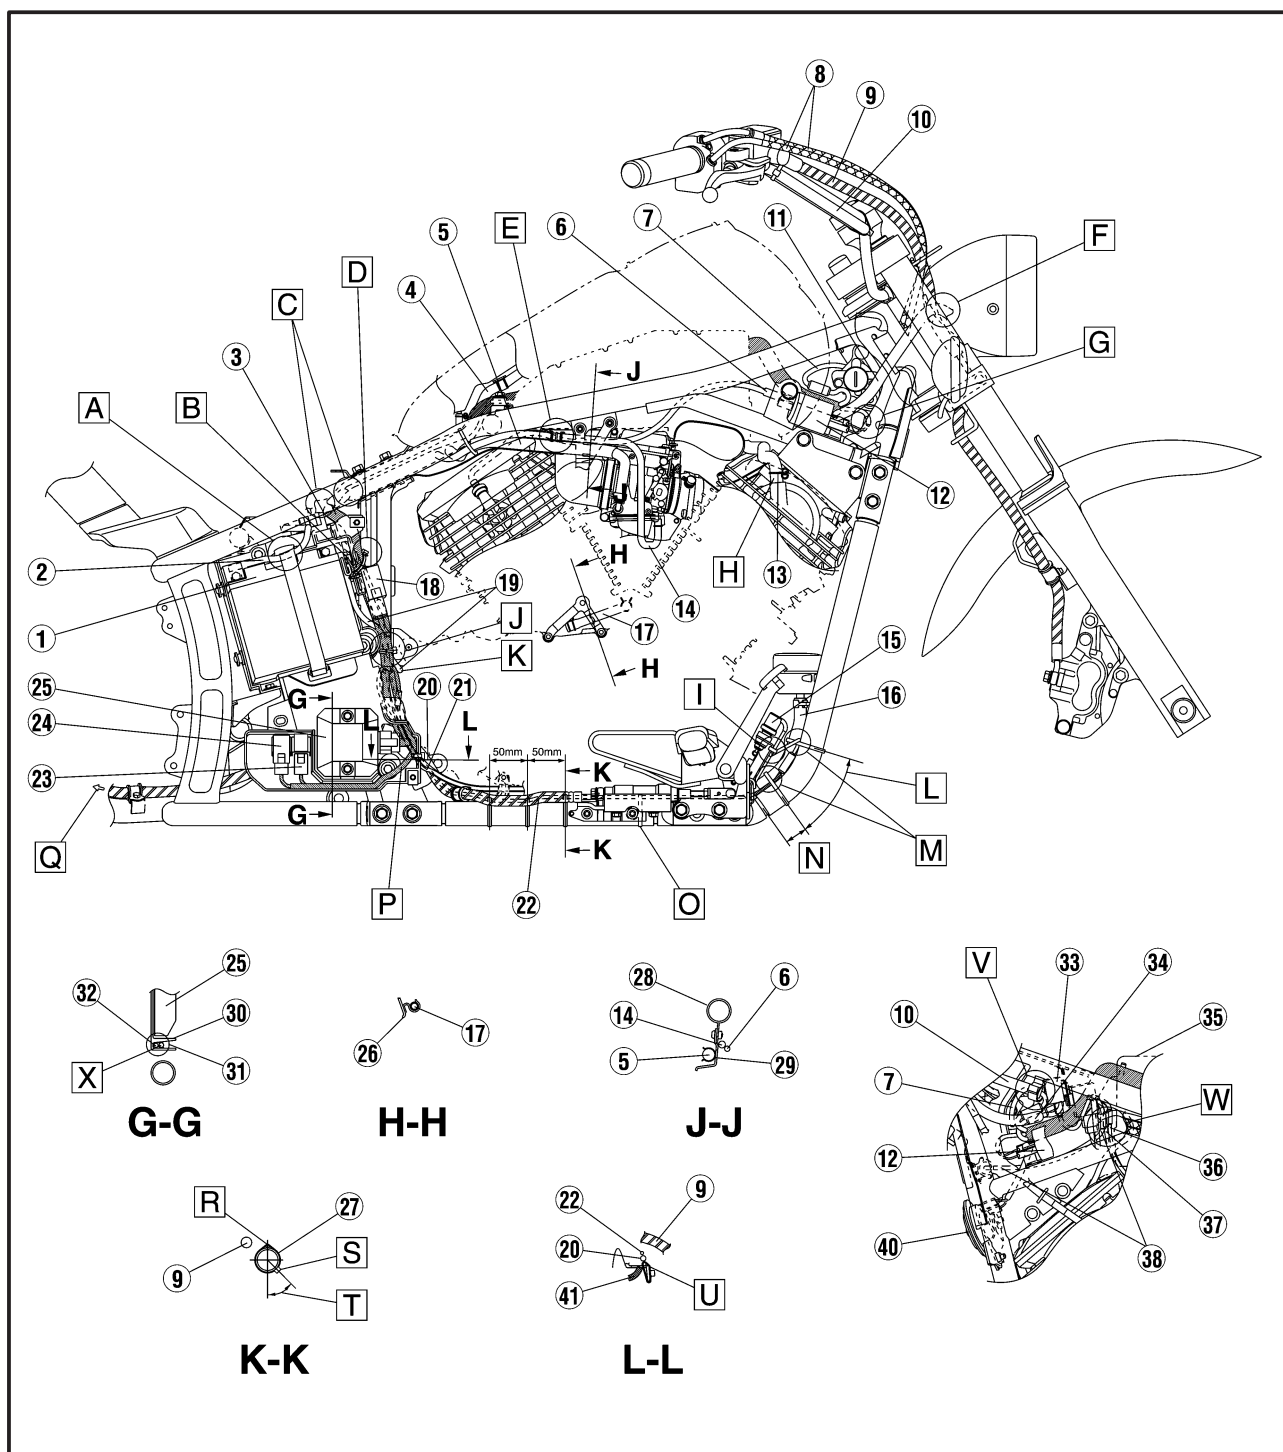 8
9
10
E
5
6
7
11
F
D
4
C
J
G
3
B
A
12
J
H
H
2
18
19
13
14
1
J
17
15
K
H
25
G
20
21
L
L
I
16
24
50mm
50mm
K
23
L
G
M
Q
K
N
P
22
O
25
32
30
X
31
G-G
26
17
H-H
28
6
14
5
29
J-J
V
33
34
10
35
7
W
12
36
37
40
38
R
27
9
S
T
K-K
9
22
20
41
U
L-L